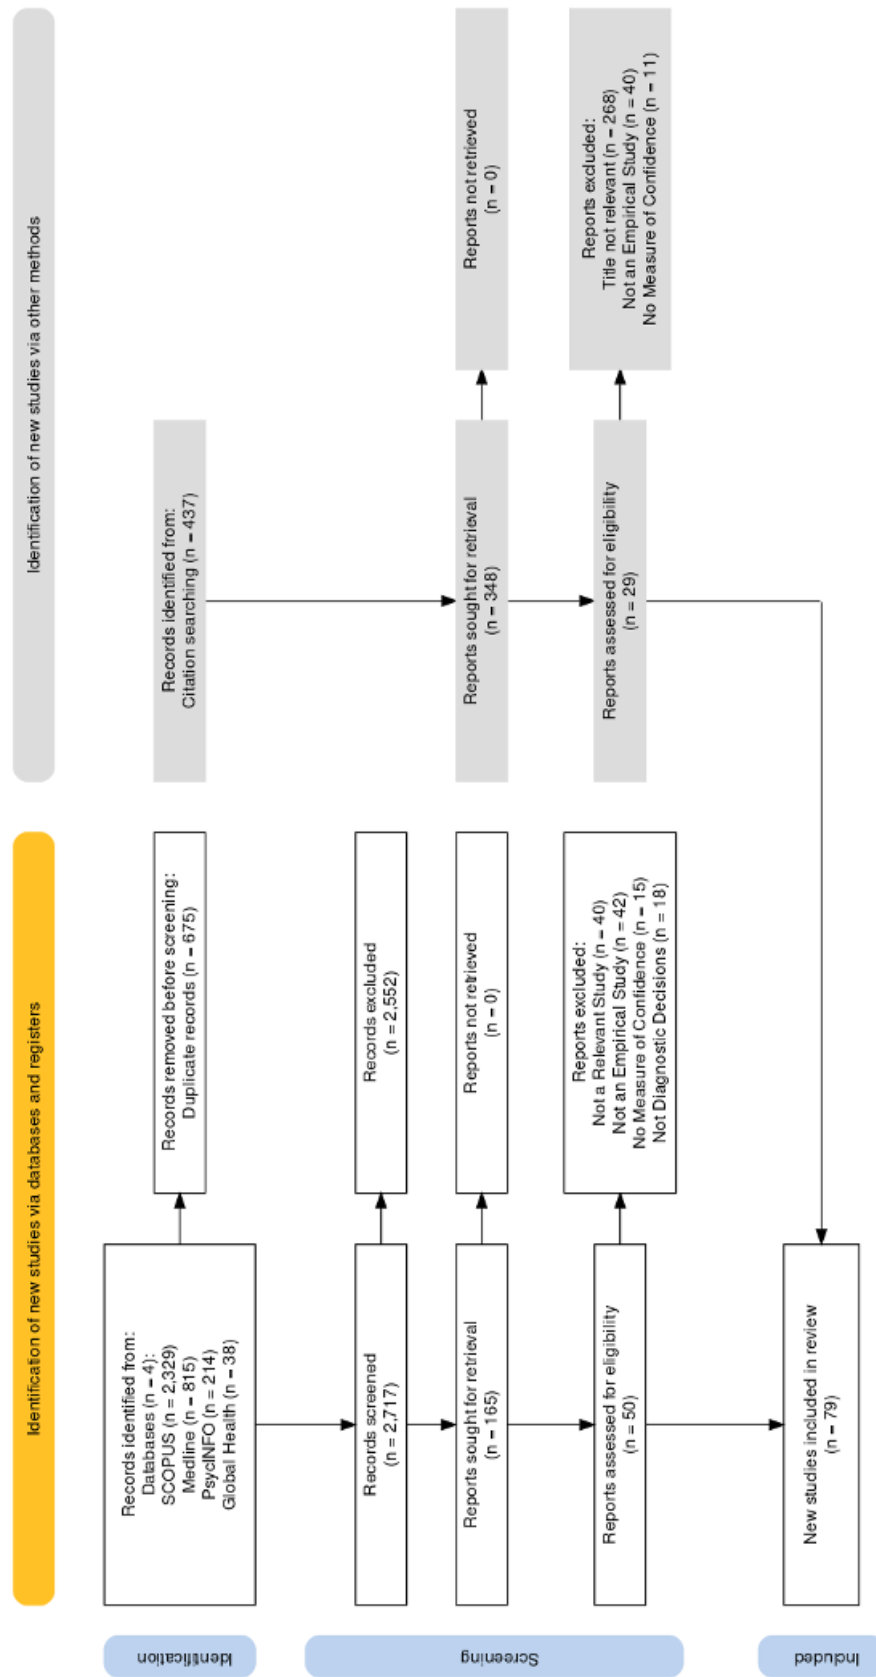 Identification of new studies via databases and registers
Identification of new studies via other methods
Identification
Records identified from:
Databases (n = 4):
SCOPUS (n = 2,329)
Medline (n = 815)
PsycINFO (n = 214)
Global Health (n = 38)
Records removed before screening:
Duplicate records (n = 675)
Records identified from:
Citation searching (n = 437)
Screening
Records screened
(n = 2,717)
Records excluded
(n = 2,552)
Reports sought for retrieval
(n = 165)
Reports not retrieved
(n = 0)
Reports sought for retrieval
(n = 348)
Reports not retrieved
(n = 0)
Reports assessed for eligibility
(n = 50)
Reports excluded:
Not a Relevant Study (n = 40)
Not an Empirical Study (n = 42)
No Measure of Confidence (n = 15)
Not Diagnostic Decisions (n = 18)
Reports assessed for eligibility
(n = 29)
Reports excluded:
Title not relevant (n = 268)
Not an Empirical Study (n = 40)
No Measure of Confidence (n = 11)
Included
New studies included in review
(n = 79)